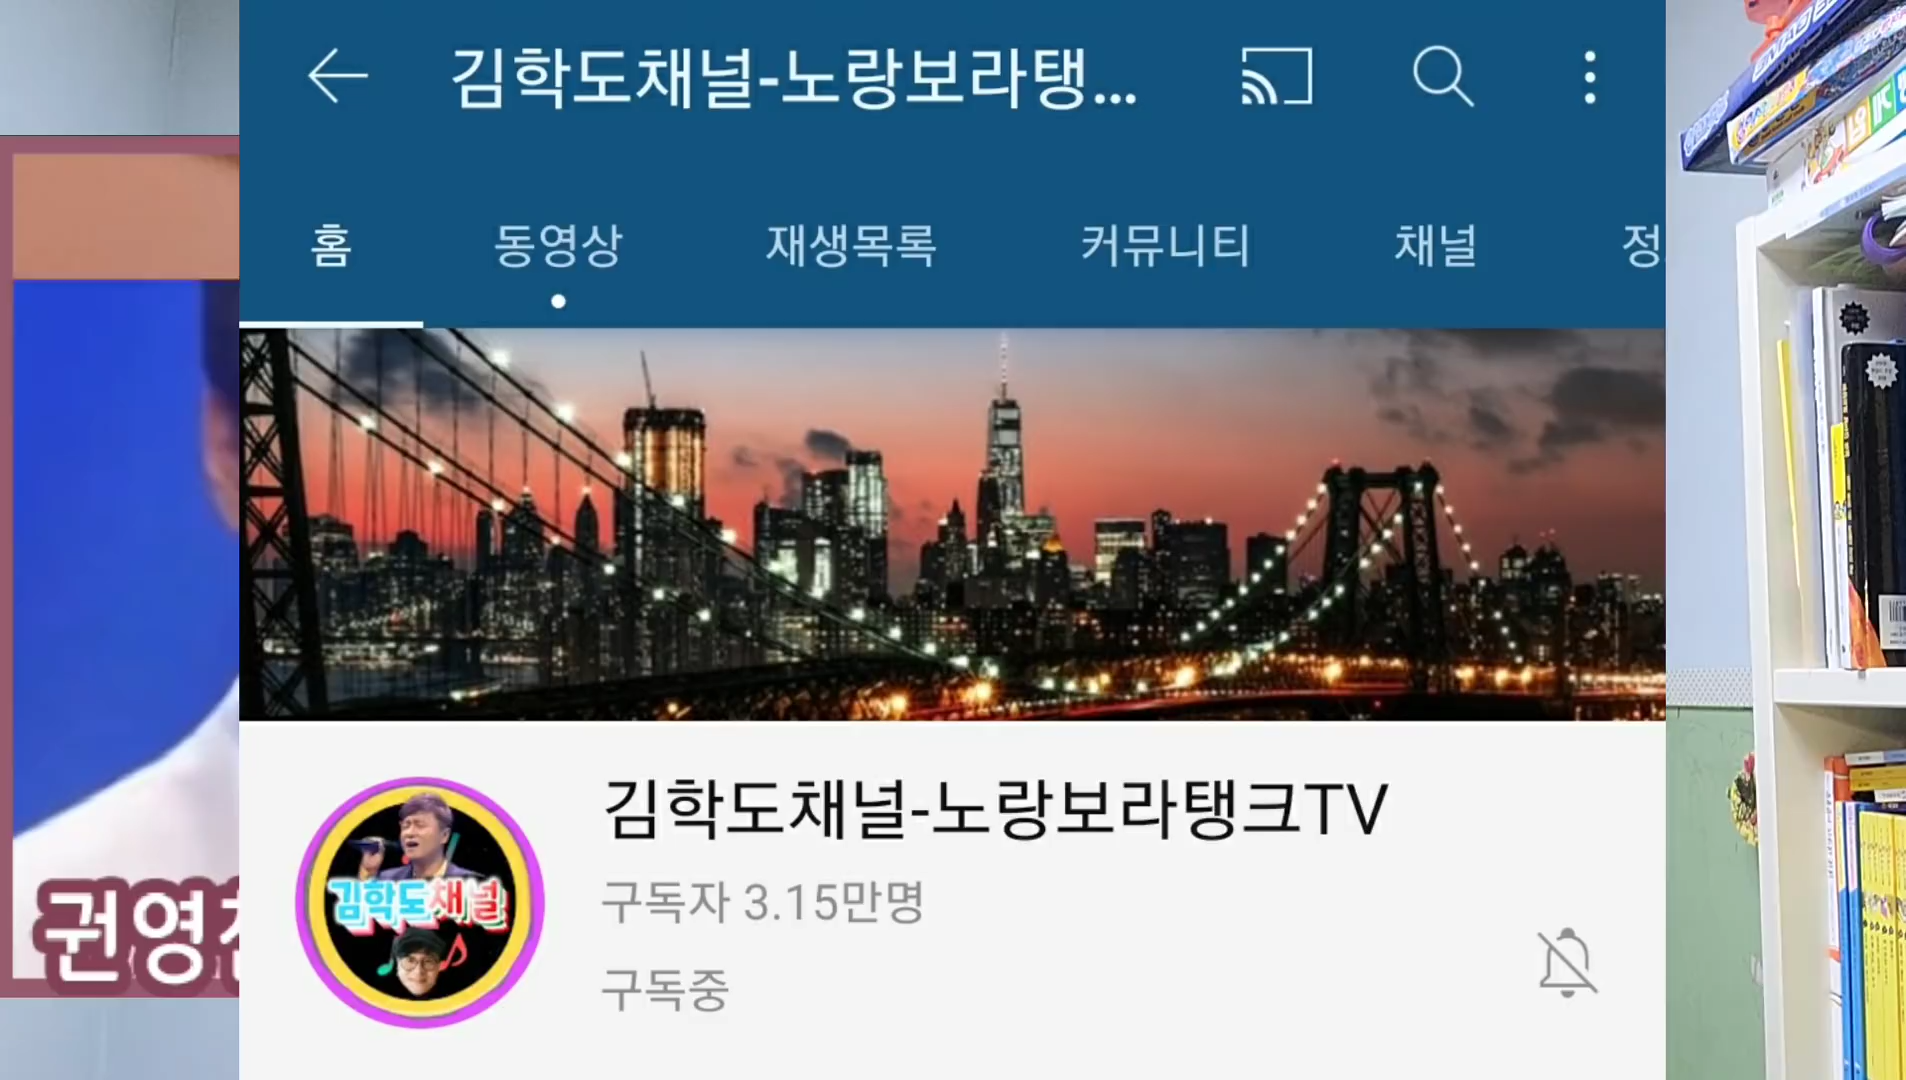 김학도채널-노랑보라탱...
홈 동영상 재생목록 커뮤니티 채널 정
김학도채널-노랑보라탱크TV
구독자 3.15만명
구독중
김학도채널
권영